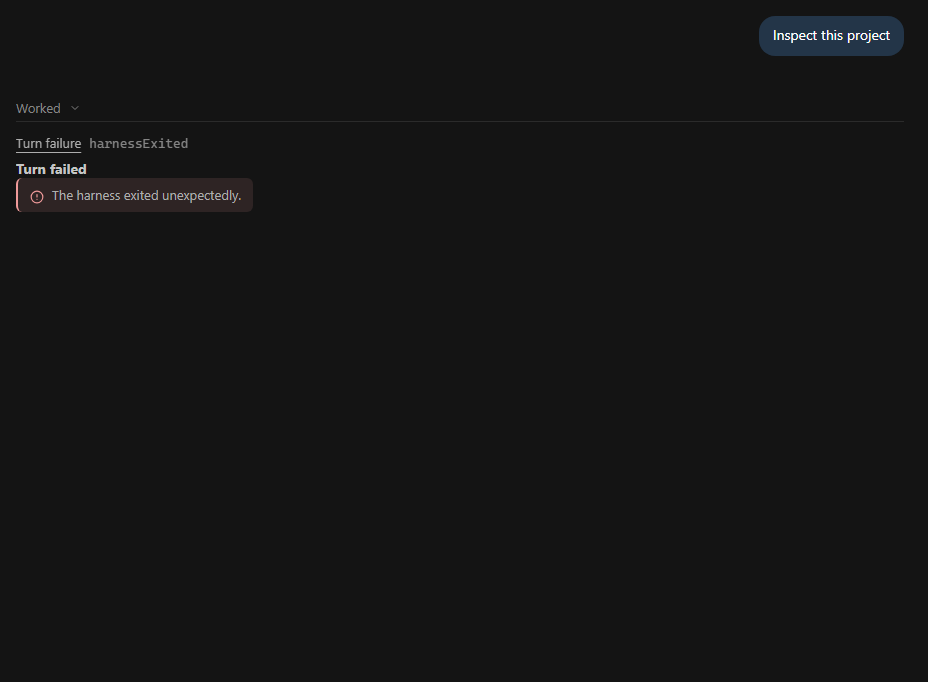 Inspect this project
Worked
Turn failure harnessExited
Turn failed
The harness exited unexpectedly.